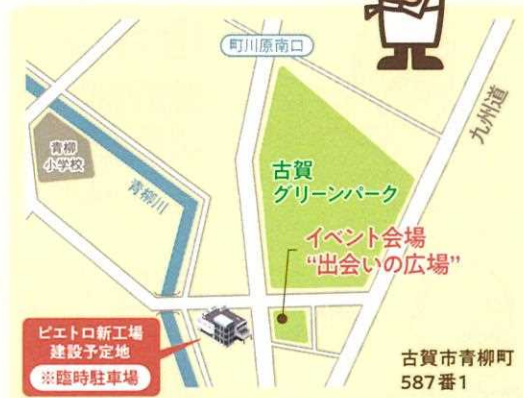 町川原南口
九州道
青柳
小学校
青柳川
古賀
グリーンパーク
イベント会場
“出会いの広場”
ピエトロ新工場
建設予定地
※臨時駐車場
古賀市青柳町
587番1